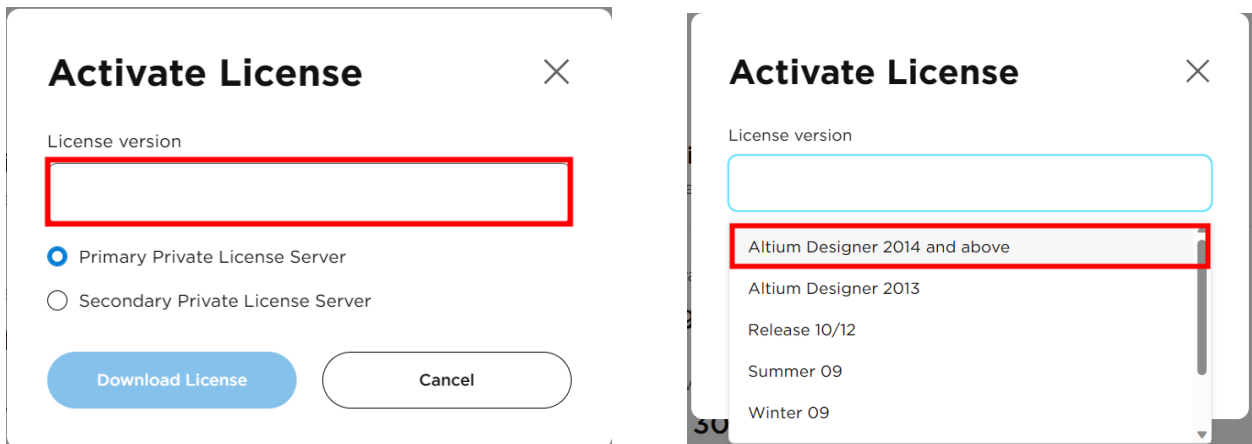 Activate License
License version
Primary Private License Server
Secondary Private License Server
Download License
Cancel
Activate License
License version
Altium Designer 2014 and above
Altium Designer 2013
Release 10/12
Summer 09
Winter 09
30